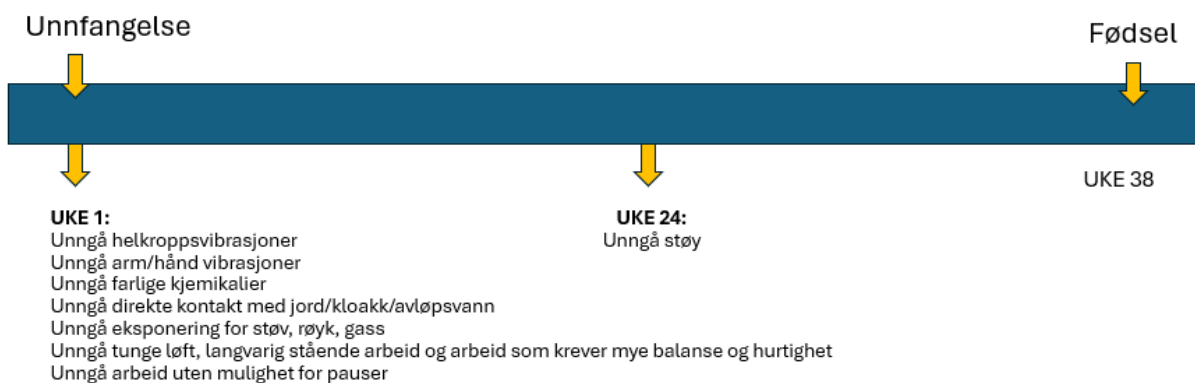 Unnfangelse
Fødsel
UKE 38
UKE 1:
Unngå helkroppsvibrasjoner
Unngå arm/hånd vibrasjoner
Unngå farlige kjemikalier
Unngå direkte kontakt med jord/kloakk/avløpsvann
Unngå eksponering for støv, røyk, gass
Unngå tunge løft, langvarig stående arbeid og arbeid som krever mye balanse og hurtighet
Unngå arbeid uten mulighet for pauser
UKE 24:
Unngå støy